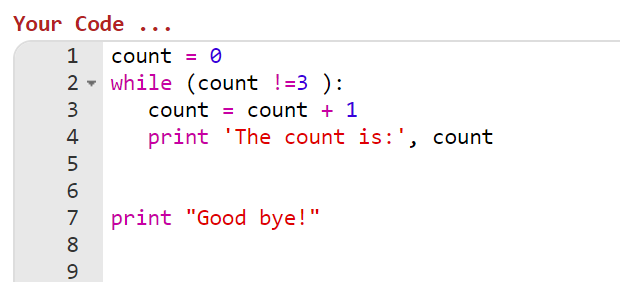 Your Code ...
1 count = 0
2 while (count !=3 ):
3    count = count + 1
4    print 'The count is:', count
5
6
7 print "Good bye!"
8
9